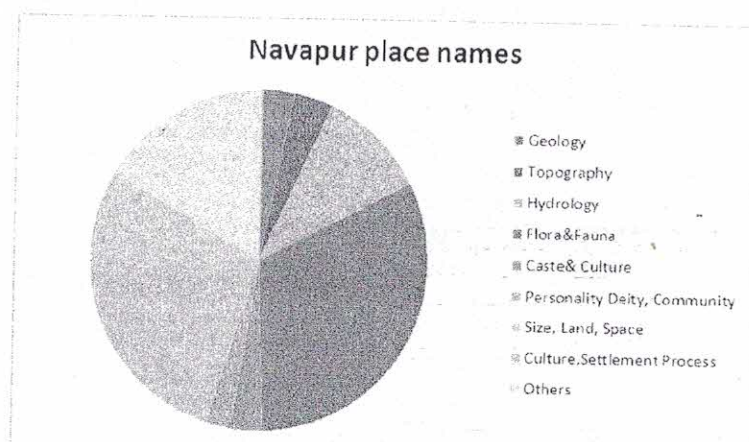 Navapur place names
Geology
Topography
Hydrology
Flora&Fauna
Caste& Culture
Personality Deity, Community
Size, Land, Space
Culture.Settlement Process
Others